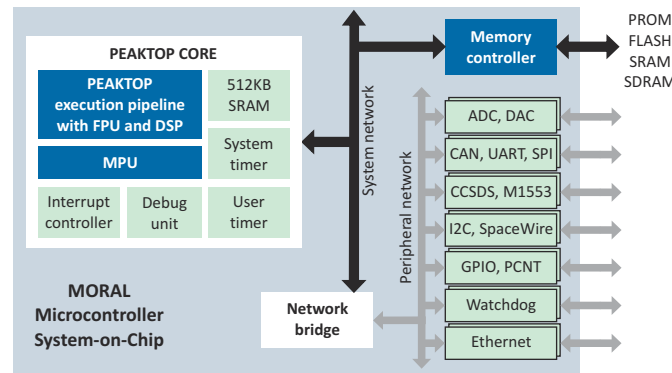 PEAKTOP CORE
PEAKTOP
execution pipeline
with FPU and DSP
512KB
SRAM
MPU
System
timer
Interrupt
controller
Debug
unit
User
timer
MORAL
Microcontroller
System-on-Chip
System network
Network
bridge
Peripheral network
Memory
controller
PROM
FLASH
SRAM
SDRAM
ADC, DAC
CAN, UART, SPI
CCSDS, M1553
I2C, SpaceWire
GPIO, PCNT
Watchdog
Ethernet